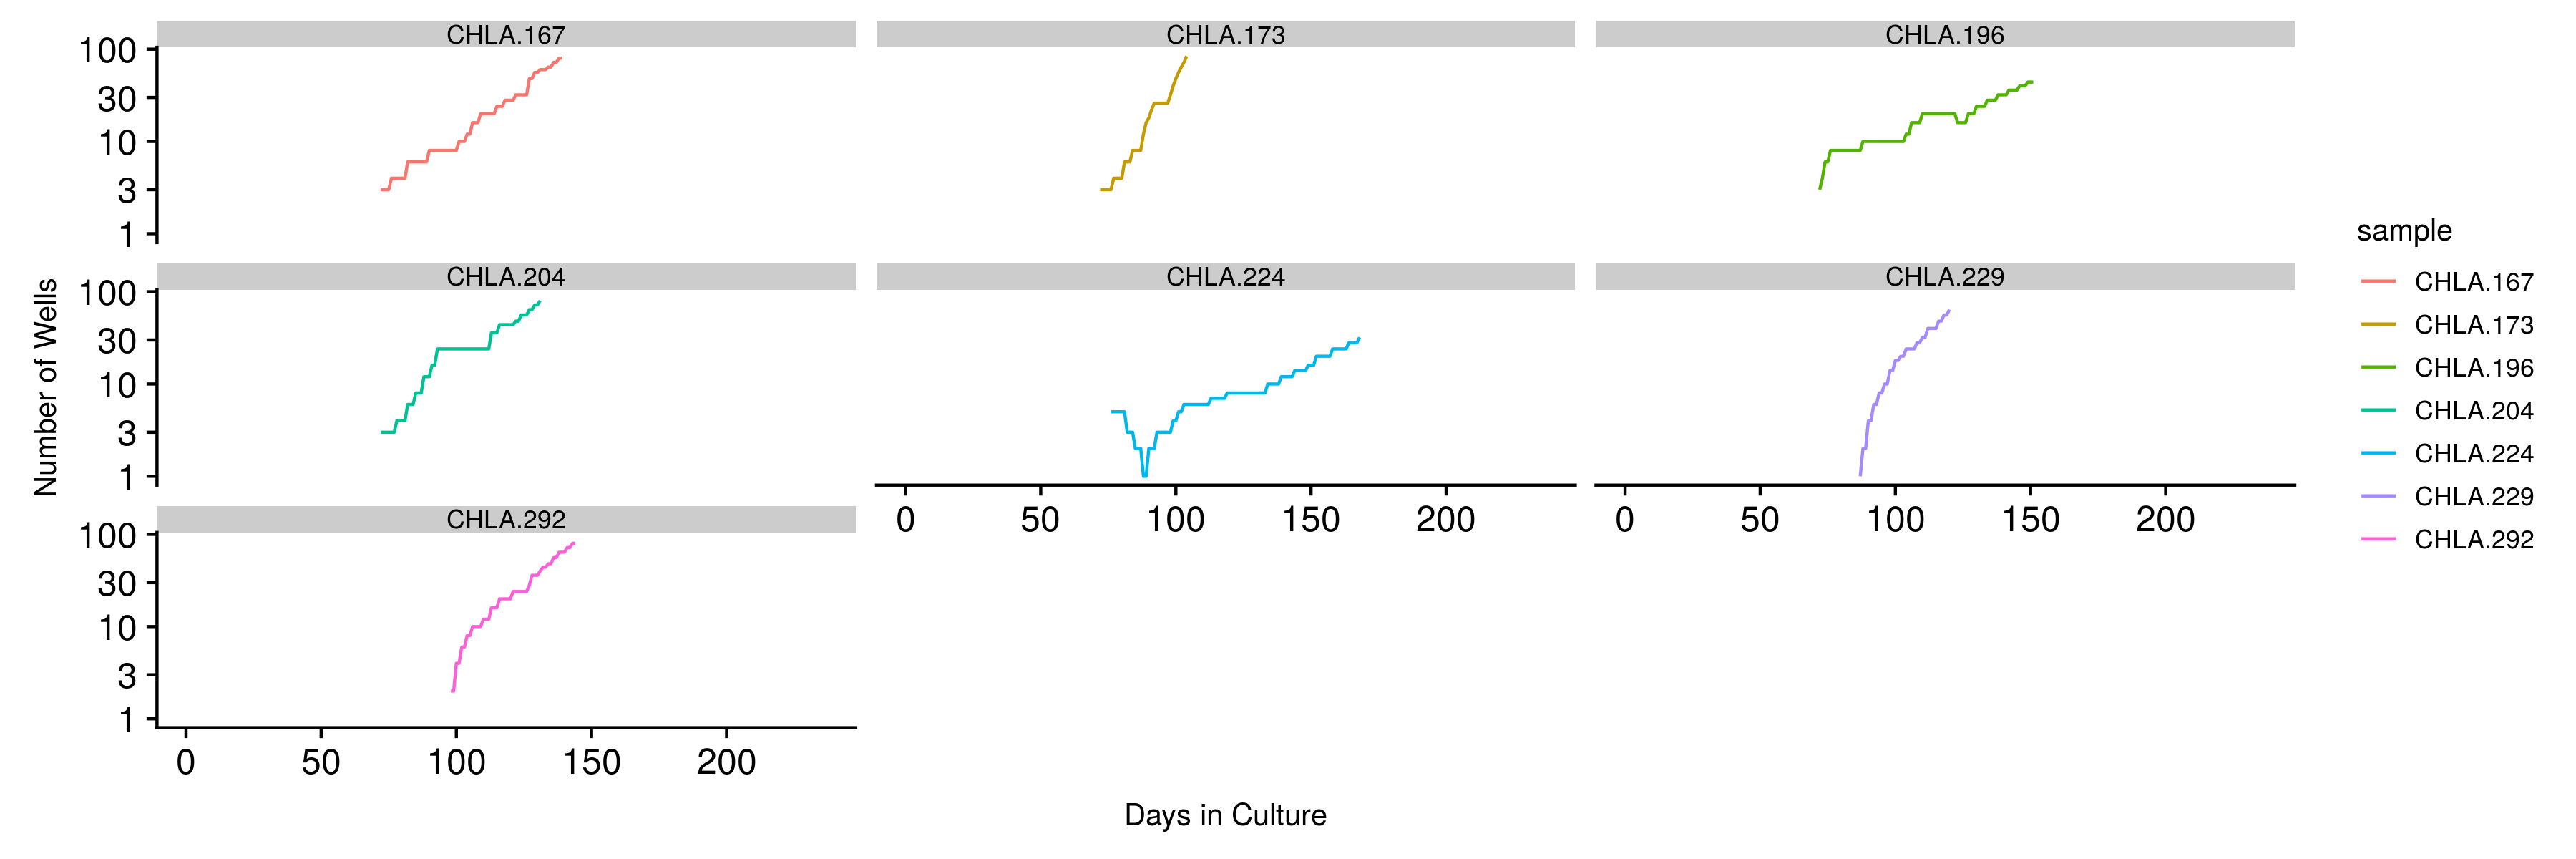 CHLA.167 CHLA.173 CHLA.196
100
30
10
3
1
CHLA.204 CHLA.224 CHLA.229
100
30
10
3
1
0 50 100 150 200 0 50 100 150 200
CHLA.292
100
30
10
3
1
0 50 100 150 200
Number of Wells
Days in Culture
sample
CHLA.167
CHLA.173
CHLA.196
CHLA.204
CHLA.224
CHLA.229
CHLA.292